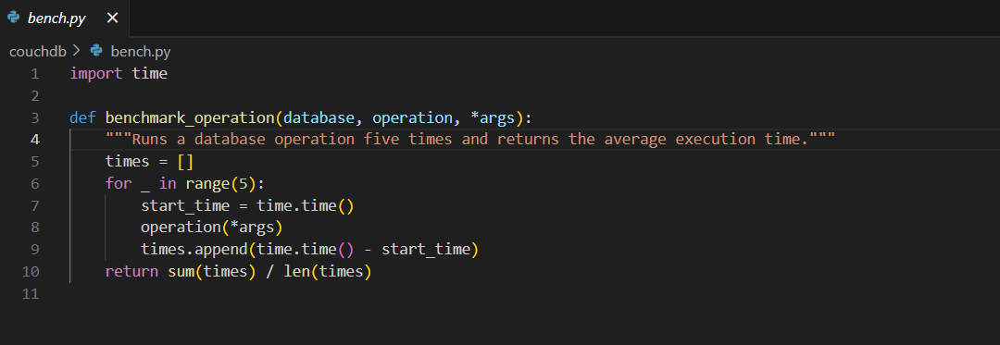 bench.py ×
couchdb > bench.py
1 import time
2
3 def benchmark_operation(database, operation, *args):
4     """Runs a database operation five times and returns the average execution time."""
5     times = []
6     for _ in range(5):
7         start_time = time.time()
8         operation(*args)
9         times.append(time.time() - start_time)
10     return sum(times) / len(times)
11